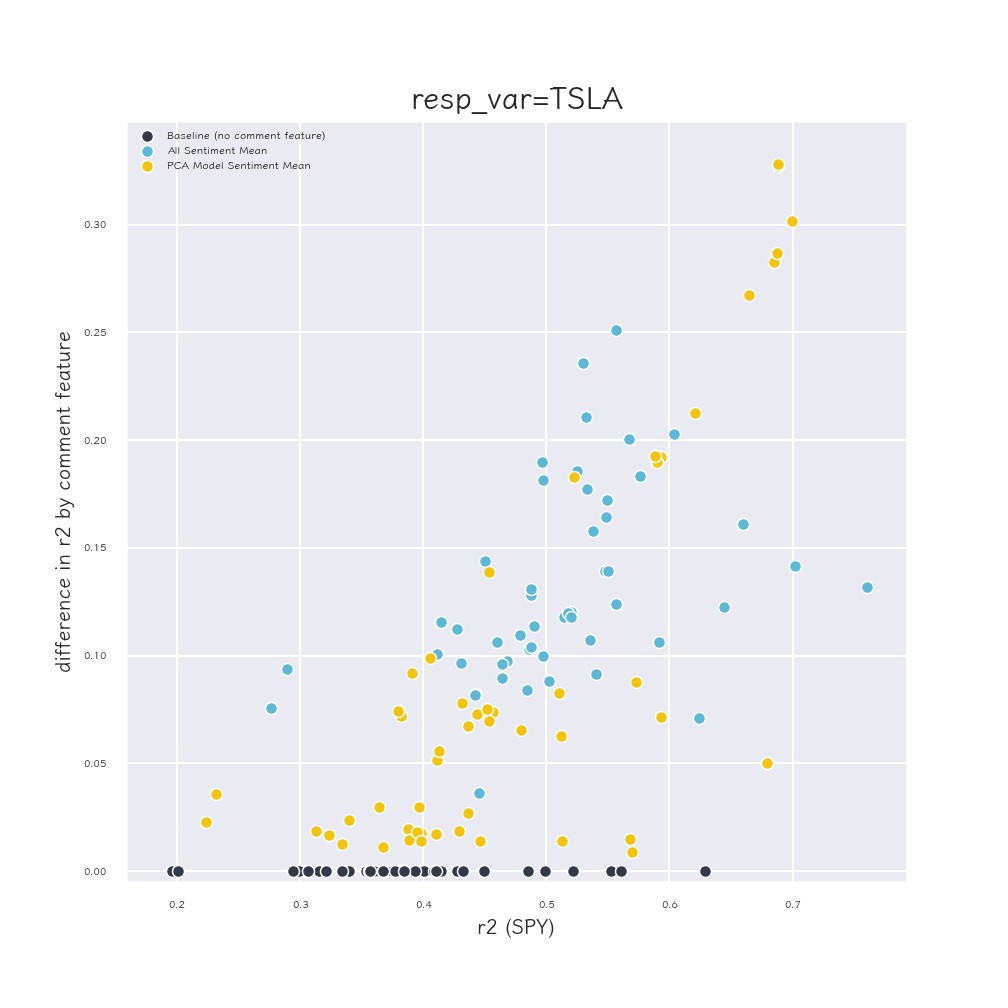 resp_var=TSLA
Baseline (no comment feature)
All Sentiment Mean
PCA Model Sentiment Mean
0.30
0.25
0.20
0.15
0.10
0.05
0.00
difference in r2 by comment feature
0.2 0.3 0.4 0.5 0.6 0.7
r2 (SPY)